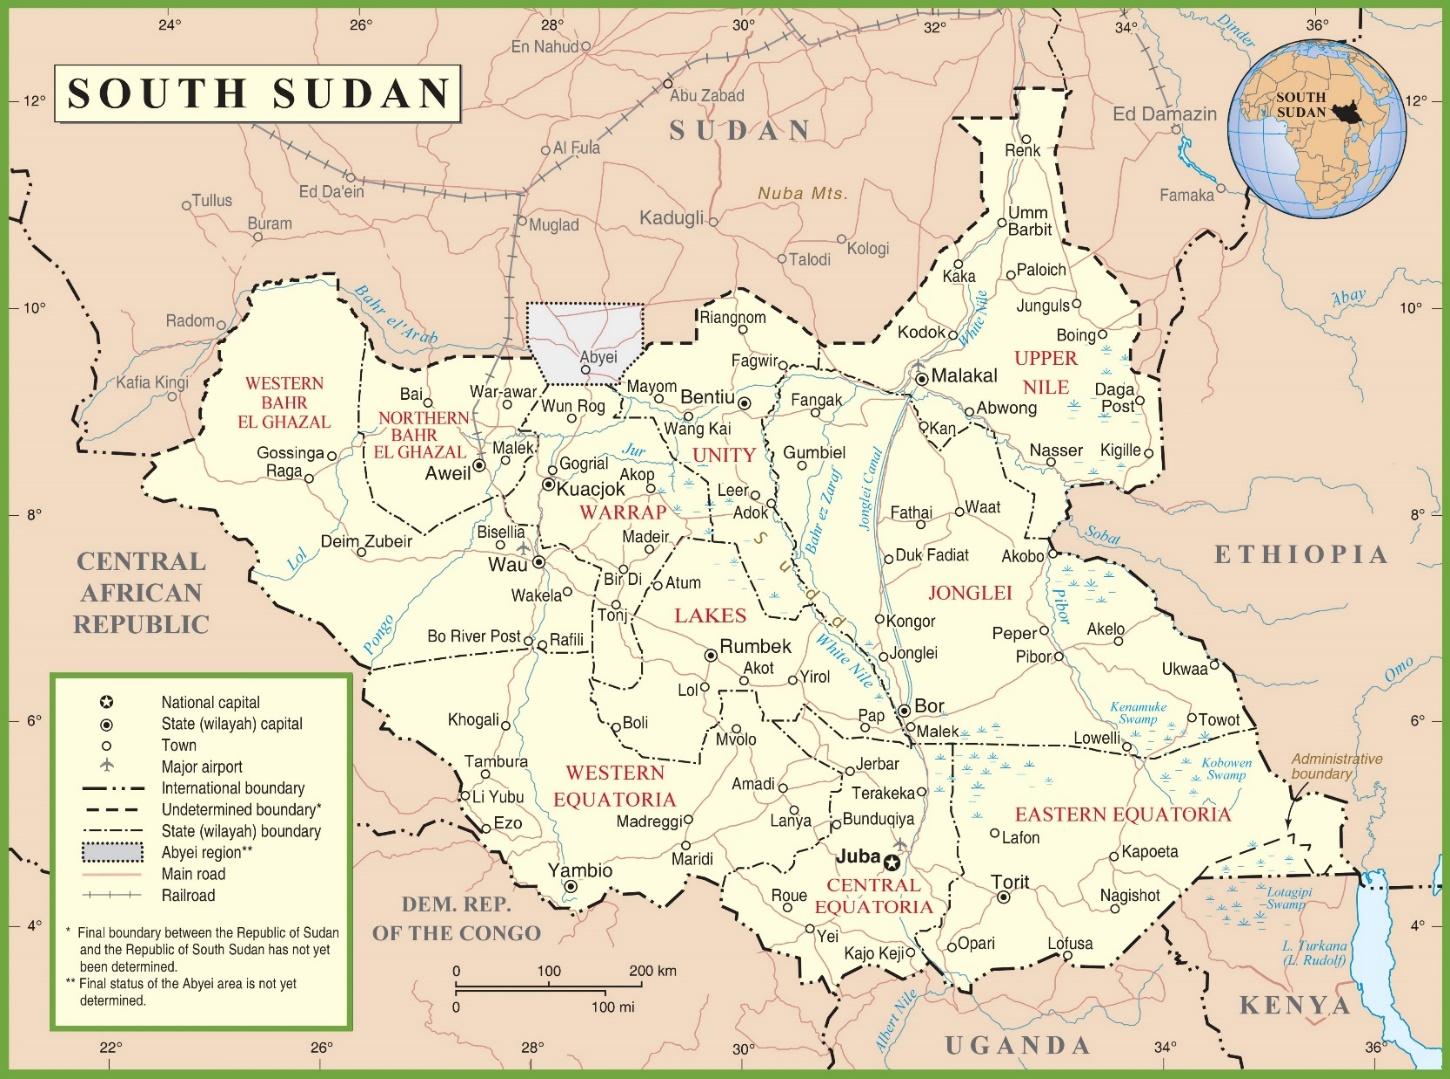 24°
28°
30°
32°
34°
36°
Dinder
En Nahud
SOUTH SUDAN
12°
12°
Abu Zabad
SUDAN
Ed Damazin
SOUTH
SUDAN
Al Fula
Renk
Ed Da'ein
Nuba Mts.
Famaka
Tullus
Buram
Muglad
Kadugli
Umm
Barbit
Kologi
Talodi
Kaka
Paloich
10°
10°
Bahr el'Arab
White Nile
Abay
Junguls
Radom
Riangnom
Kodok
Boing
Abyei
Fagwir
UPPER
NILE
Malakal
Kafia Kingi
WESTERN
BAHR
EL GHAZAL
Bai
War-awar
Mayom
Bentiu
Daga
Post
Wun Rog
Fangak
Abwong
NORTHERN
BAHR
EL GHAZAL
Wang Kai
Kan
Gossinga
Raga
Malek
Jur
UNITY
Gumbiel
Nasser
Kigille
Aweil
Gogrial
Akop
Kuacjok
Leer
Adok
Bahr ez Zaraf
Jonglei Canal
WARRAP
Fathai
Waat
8°
8°
Deim Zubeir
Bisellia
Madeir
Sudd
Sobat
Lol
Wau
Duk Fadiat
Akobo
ETHIOPIA
CENTRAL
AFRICAN
REPUBLIC
Bir Di
Atum
Wakela
Tonj
JONGLEI
Pibor
LAKES
Kongor
Pongo
Bo River Post
Rafili
Peper
Akelo
Rumbek
White Nile
Jonglei
Pibor
Ukwaa
Omo
Akot
Lol
Yirol
National capital
State (wilayah) capital
Town
Major airport
International boundary
Undetermined boundary*
State (wilayah) boundary
Abyei region**
Main road
Railroad
* Final boundary between the Republic of Sudan
and the Republic of South Sudan has not yet
been determined.
** Final status of the Abyei area is not yet
determined.
6°
6°
Khogali
Boli
Mvolo
Pap
Bor
Malek
Kenamuke
Swamp
Towot
Lowelli
Tambura
WESTERN
EQUATORIA
Jerbar
Kobowen
Swamp
Administrative
boundary
Li Yubu
Amadi
Terakeka
Ezo
Madreggi
Lanya
Bunduqiya
EASTERN EQUATORIA
Lafon
Maridi
Juba
Kapoeta
Yambio
CENTRAL
EQUATORIA
Torit
Roue
Nagishot
Lotagipi
Swamp
DEM. REP.
OF THE CONGO
4°
4°
Yei
Kajo Keji
Opari
Lofusa
L. Turkana
(L. Rudolf)
0 100 200 km
0 100 mi
Albert Nile
KENYA
UGANDA
22°
26°
28°
30°
34°
36°